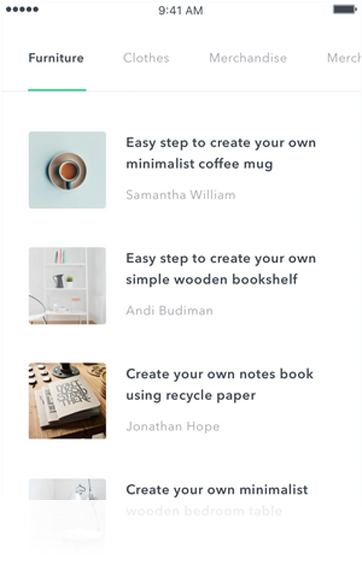 9:41 AM
Furniture Clothes Merchandise Merch
Easy step to create your own
minimalist coffee mug
Samantha William
Easy step to create your own
simple wooden bookshelf
Andi Budiman
Create your own notes book
using recycle paper
Jonathan Hope
Create your own minimalist
wooden bedroom table